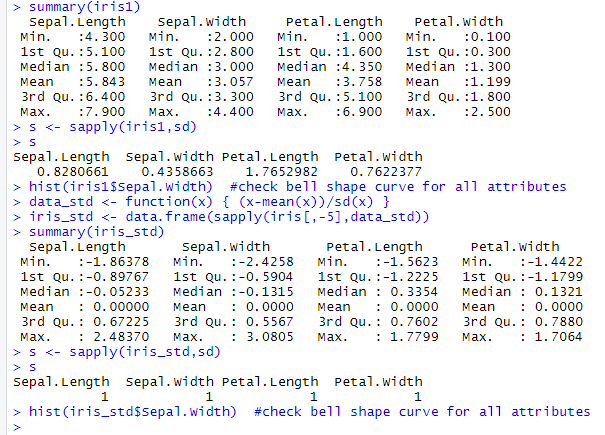 > summary(iris1)
  Sepal.Length    Sepal.Width     Petal.Length    Petal.Width
 Min.   :4.300   Min.   :2.000   Min.   :1.000   Min.   :0.100
 1st Qu.:5.100   1st Qu.:2.800   1st Qu.:1.600   1st Qu.:0.300
 Median :5.800   Median :3.000   Median :4.350   Median :1.300
 Mean   :5.843   Mean   :3.057   Mean   :3.758   Mean   :1.199
 3rd Qu.:6.400   3rd Qu.:3.300   3rd Qu.:5.100   3rd Qu.:1.800
 Max.   :7.900   Max.   :4.400   Max.   :6.900   Max.   :2.500
> s <- sapply(iris1,sd)
> s
Sepal.Length  Sepal.Width Petal.Length  Petal.Width
   0.8280661    0.4358663    1.7652982    0.7622377
> hist(iris1$Sepal.Width)  #check bell shape curve for all attributes
> data_std <- function(x) { (x-mean(x))/sd(x) }
> iris_std <- data.frame(sapply(iris[,-5],data_std))
> summary(iris_std)
  Sepal.Length       Sepal.Width       Petal.Length      Petal.Width
 Min.   :-1.86378   Min.   :-2.4258   Min.   :-1.5623   Min.   :-1.4422
 1st Qu.:-0.89767   1st Qu.:-0.5904   1st Qu.:-1.2225   1st Qu.:-1.1799
 Median :-0.05233   Median :-0.1315   Median : 0.3354   Median : 0.1321
 Mean   : 0.00000   Mean   : 0.0000   Mean   : 0.0000   Mean   : 0.0000
 3rd Qu.: 0.67225   3rd Qu.: 0.5567   3rd Qu.: 0.7602   3rd Qu.: 0.7880
 Max.   : 2.48370   Max.   : 3.0805   Max.   : 1.7799   Max.   : 1.7064
> s <- sapply(iris_std,sd)
> s
Sepal.Length  Sepal.Width Petal.Length  Petal.Width
           1            1            1            1
> hist(iris_std$Sepal.Width)  #check bell shape curve for all attributes
>